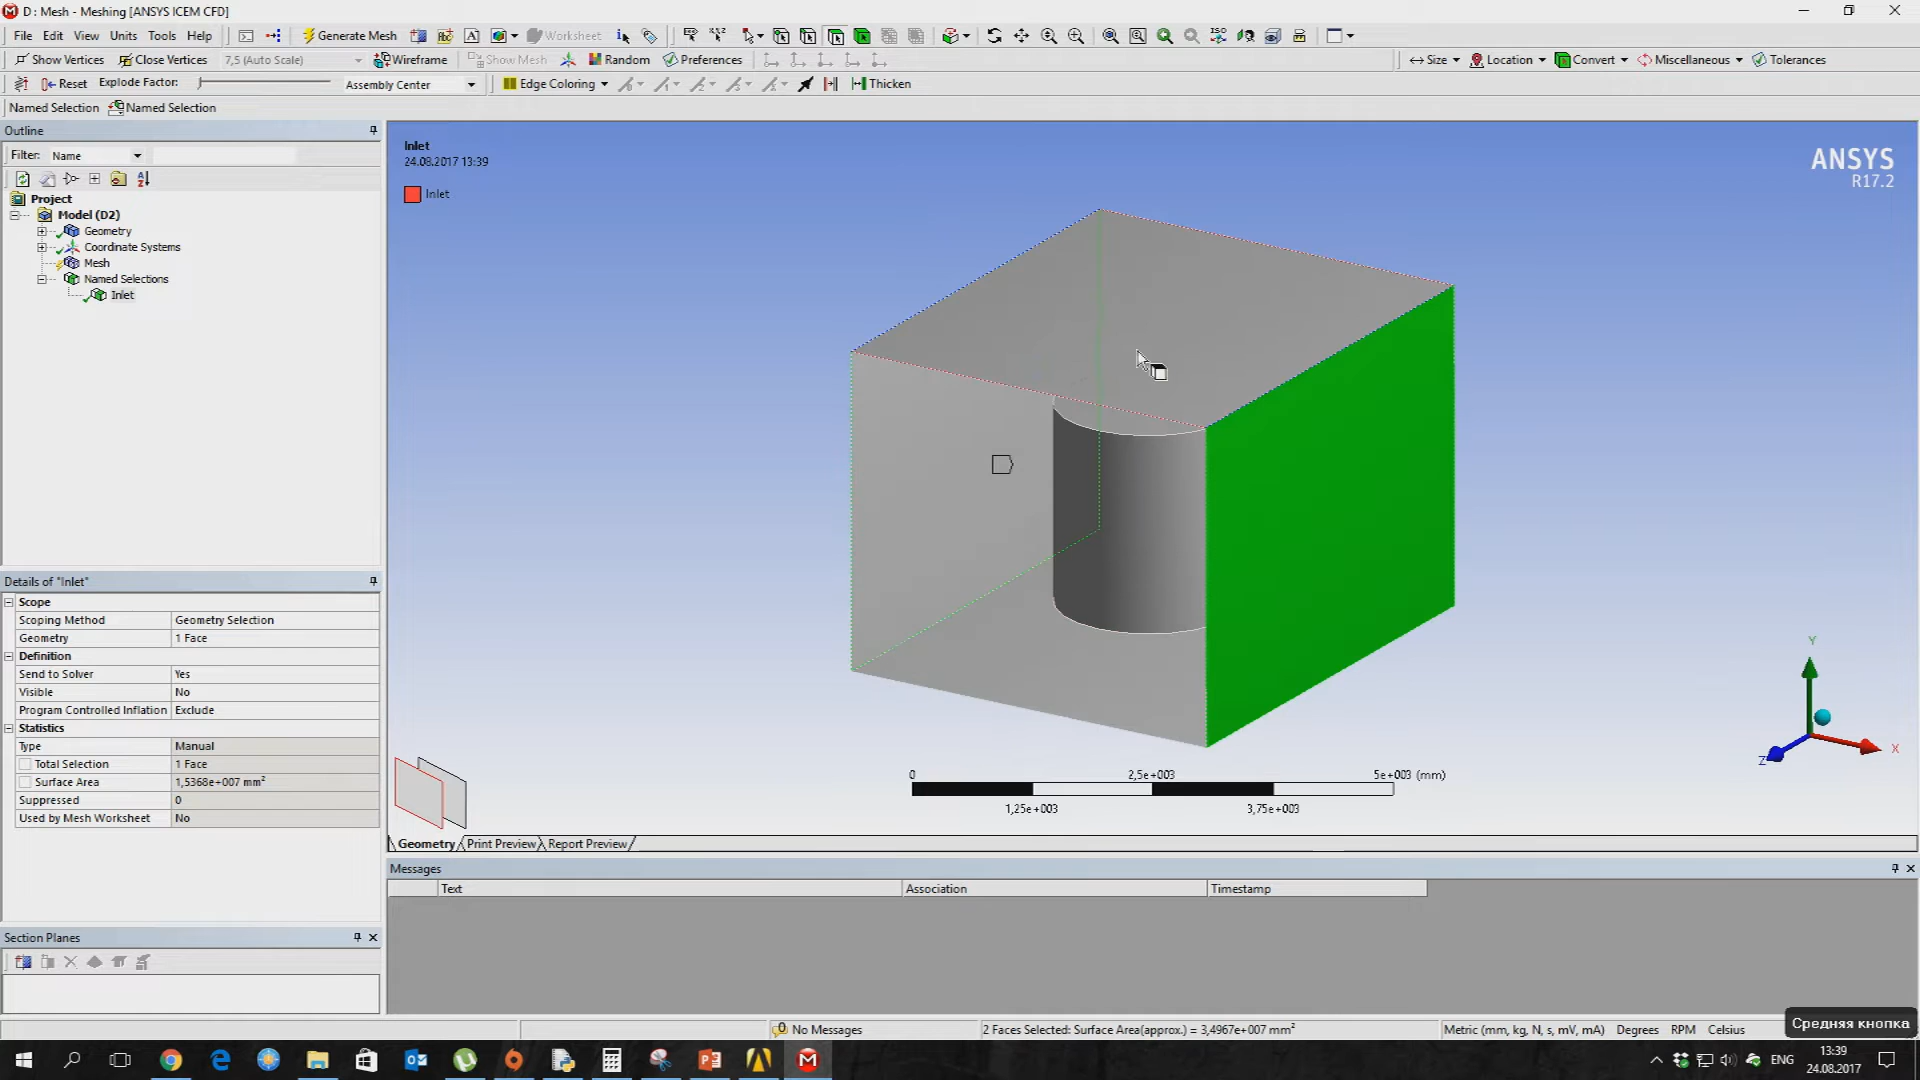 D : Mesh - Meshing [ANSYS ICEM CFD]
File Edit View Units Tools Help Generate Mesh Worksheet
Show Vertices Close Vertices 7,5 (Auto Scale) Wireframe Show Mesh Random Preferences Size Location Convert Miscellaneous Tolerances
Reset Explode Factor: Assembly Center Edge Coloring Thicken
Named Selection Named Selection
Outline
Filter: Name
Project
Model (D2)
Geometry
Coordinate Systems
Mesh
Named Selections
Inlet
Details of "Inlet"
Scope
Scoping Method Geometry Selection
Geometry 1 Face
Definition
Send to Solver Yes
Visible No
Program Controlled Inflation Exclude
Statistics
Type Manual
Total Selection 1 Face
Surface Area 1,5368e+007 mm²
Suppressed 0
Used by Mesh Worksheet No
Section Planes
Inlet
24.08.2017 13:39
Inlet
ANSYS
R17.2
Y
X
Z
0 2,5e+003 5e+003 (mm)
1,25e+003 3,75e+003
Geometry Print Preview Report Preview
Messages
Text Association Timestamp
No Messages 2 Faces Selected: Surface Area(approx.) = 3,4967e+007 mm² Metric (mm, kg, N, s, mV, mA) Degrees RPM Celsius
Средняя кнопка
ENG
13:39
24.08.2017